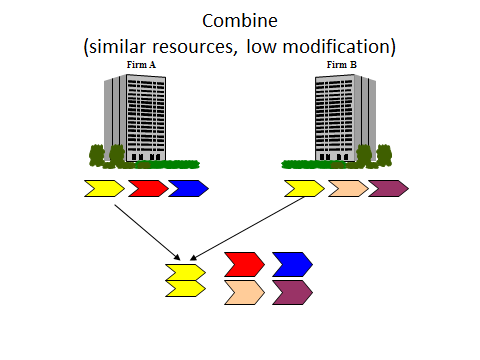 Combine
(similar resources, low modification)
Firm A
Firm B